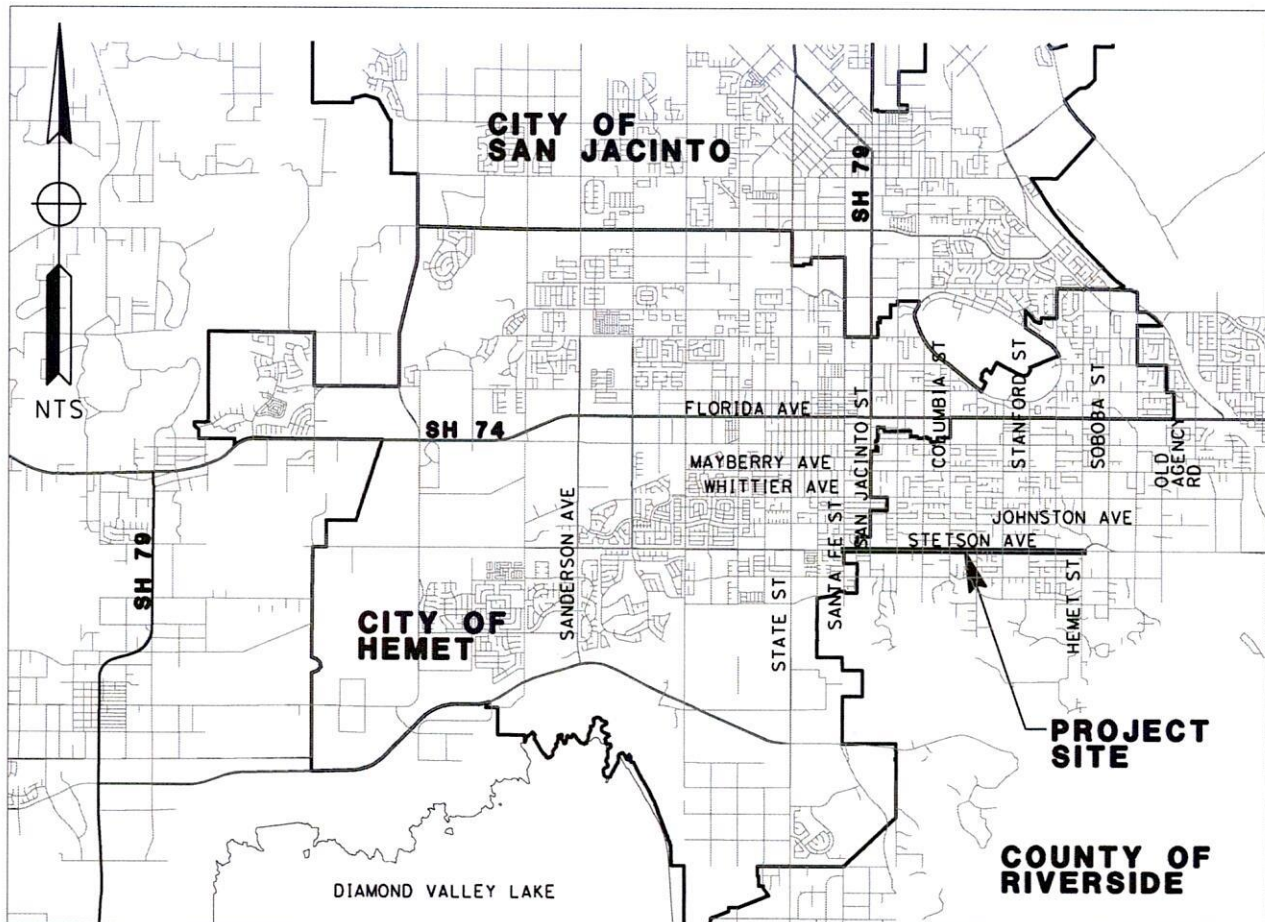 CITY OF
SAN JACINTO
SH 79
NTS
FLORIDA AVE
SH 74
COLUMBIA ST
STANFORD ST
SOBOBA ST
OLD
AGENCY
RD
SAN JACINTO ST
MAYBERRY AVE
WHITTIER AVE
JOHNSTON AVE
STETSON AVE
SANTA FE ST
SH 79
SANDERSON AVE
STATE ST
HEMET ST
CITY OF
HEMET
PROJECT
SITE
COUNTY OF
RIVERSIDE
DIAMOND VALLEY LAKE